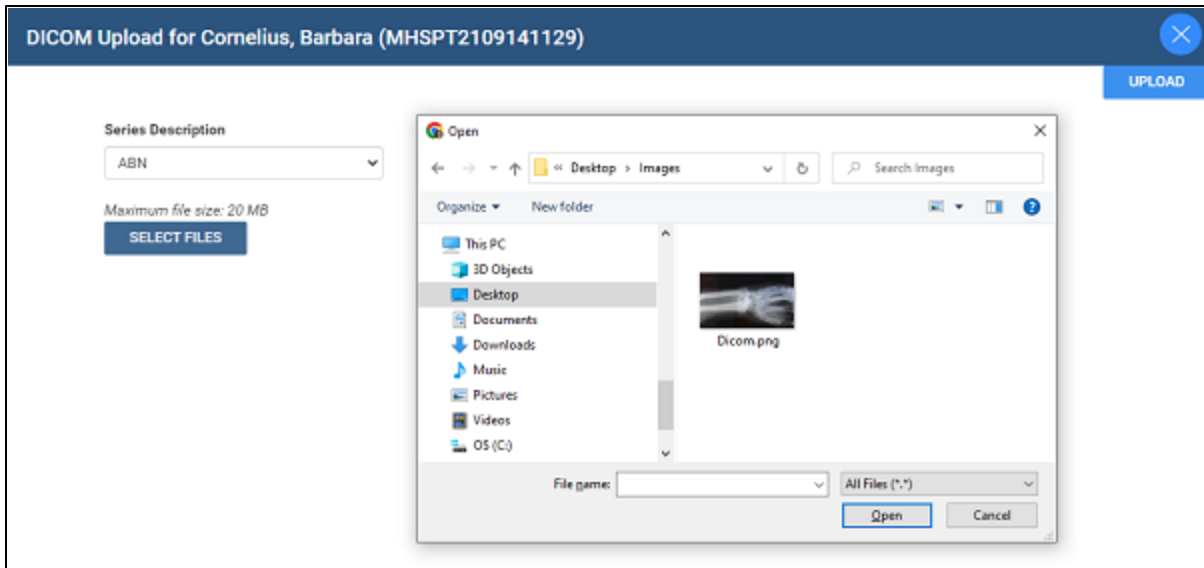 DICOM Upload for Cornelius, Barbara (MHSPT2109141129)
UPLOAD
Series Description
ABN
Maximum file size: 20 MB
SELECT FILES
Open
« Desktop › Images
Search Images
Organize
New folder
This PC
3D Objects
Desktop
Documents
Downloads
Music
Pictures
Videos
OS (C:)
Dicom.png
File name:
All Files (*.*)
Open
Cancel